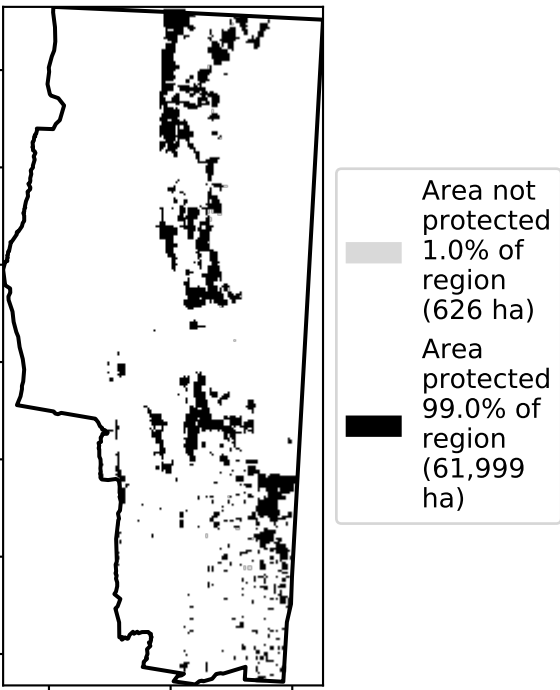 Area not
protected
1.0% of
region
(626 ha)
Area
protected
99.0% of
region
(61,999
ha)